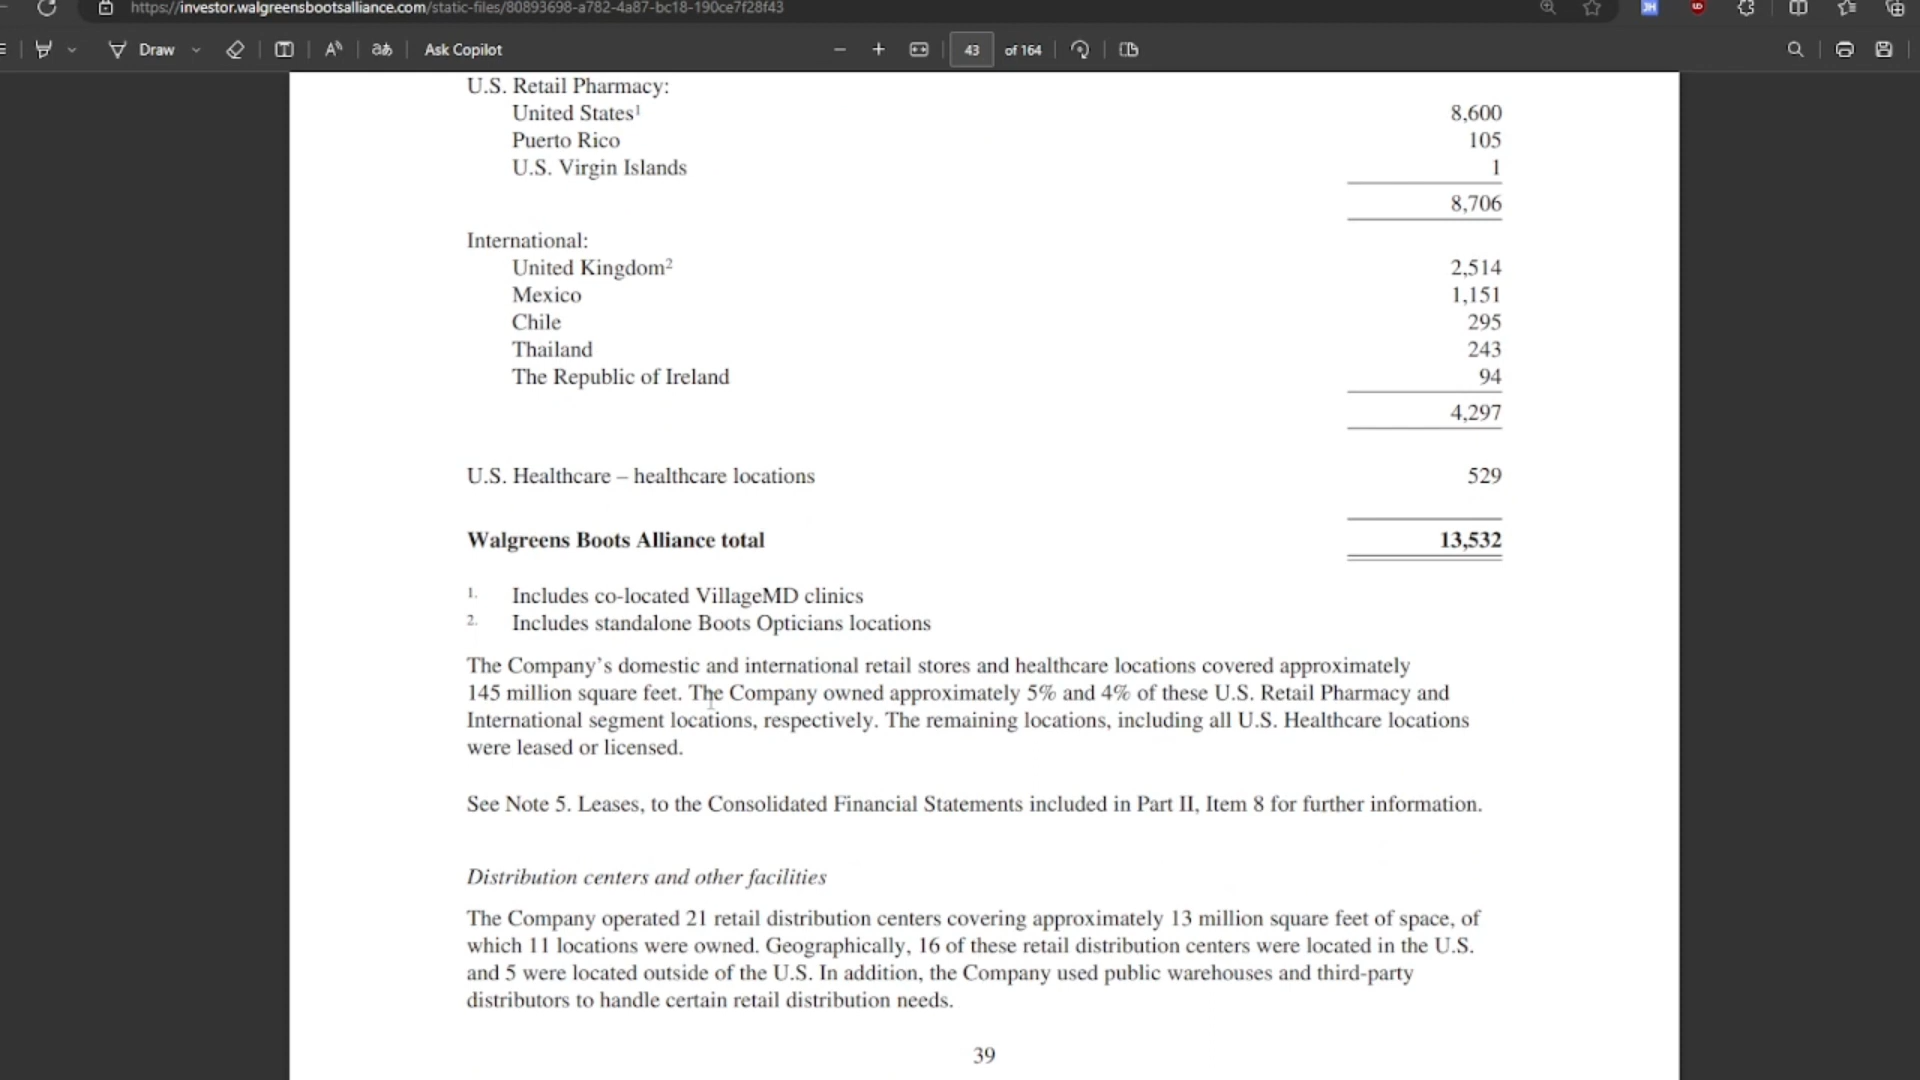 https://investor.walgreensbootsalliance.com/static-files/80893698-a782-4a87-bc18-190ce7f28f43
Draw
Ask Copilot
43 of 164
U.S. Retail Pharmacy:
United States¹ 8,600
Puerto Rico 105
U.S. Virgin Islands 1
8,706
International:
United Kingdom² 2,514
Mexico 1,151
Chile 295
Thailand 243
The Republic of Ireland 94
4,297
U.S. Healthcare – healthcare locations 529
Walgreens Boots Alliance total 13,532
1. Includes co-located VillageMD clinics
2. Includes standalone Boots Opticians locations
The Company’s domestic and international retail stores and healthcare locations covered approximately
145 million square feet. The Company owned approximately 5% and 4% of these U.S. Retail Pharmacy and
International segment locations, respectively. The remaining locations, including all U.S. Healthcare locations
were leased or licensed.
See Note 5. Leases, to the Consolidated Financial Statements included in Part II, Item 8 for further information.
Distribution centers and other facilities
The Company operated 21 retail distribution centers covering approximately 13 million square feet of space, of
which 11 locations were owned. Geographically, 16 of these retail distribution centers were located in the U.S.
and 5 were located outside of the U.S. In addition, the Company used public warehouses and third-party
distributors to handle certain retail distribution needs.
39